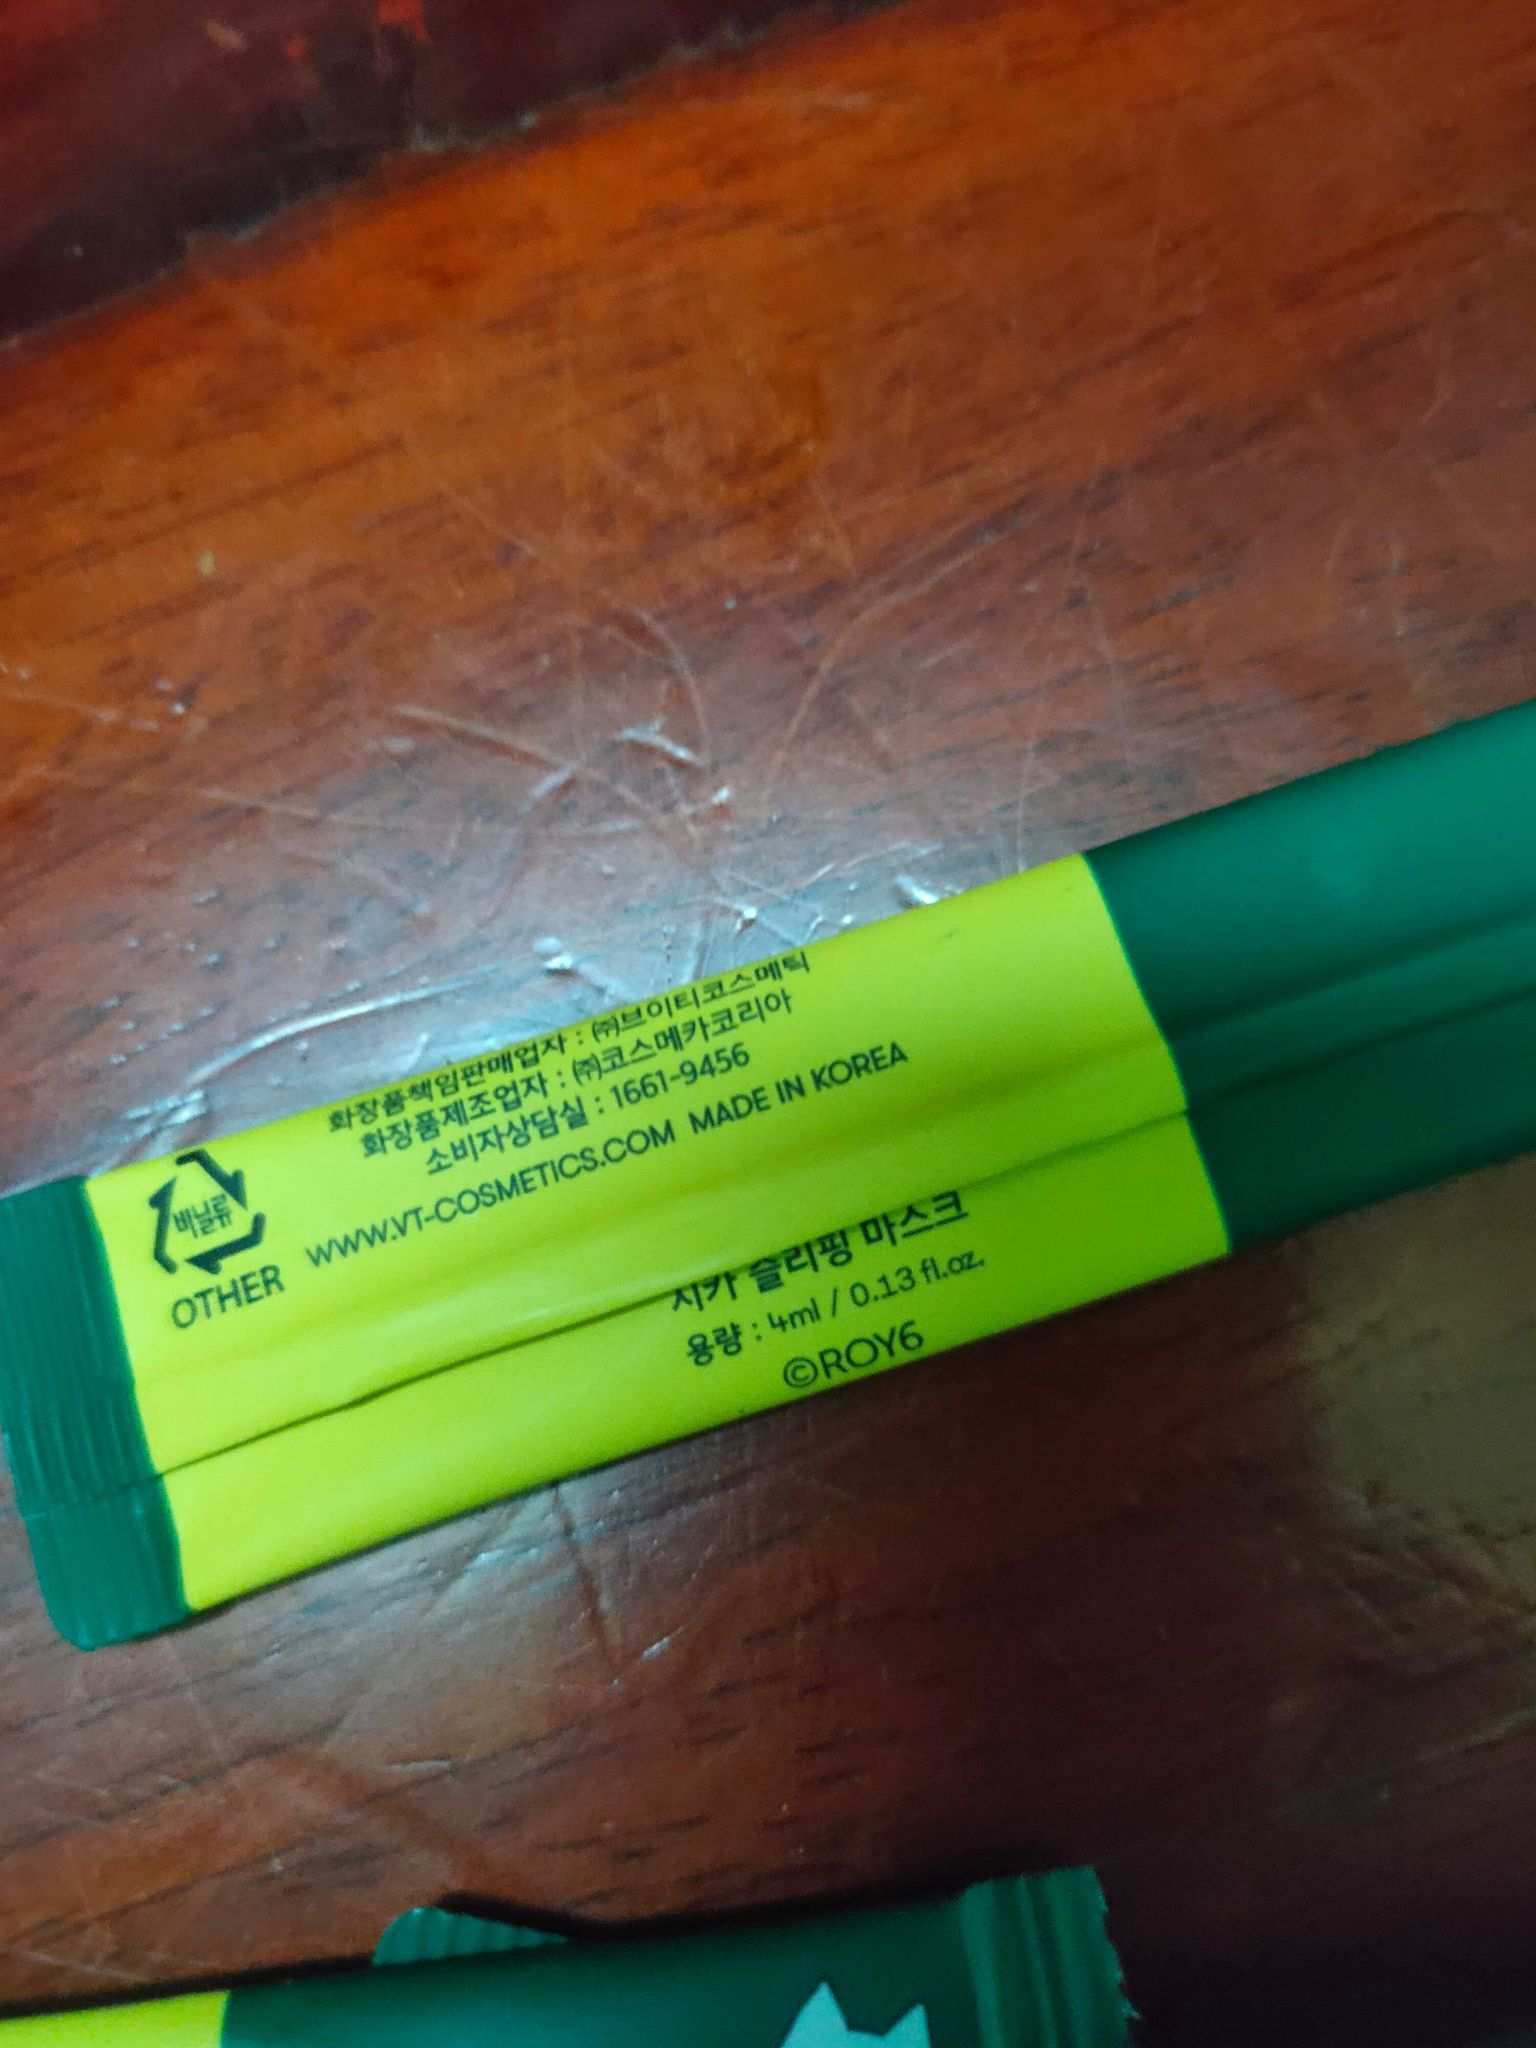 화장품책임판매업자 : ㈜브이티코스메틱
화장품제조업자 : ㈜코스메카코리아
소비자상담실 : 1661-9456
WWW.VT-COSMETICS.COM MADE IN KOREA
비닐류
OTHER
시카 슬리핑 마스크
용량 : 4ml / 0.13 fl.oz.
©ROY6